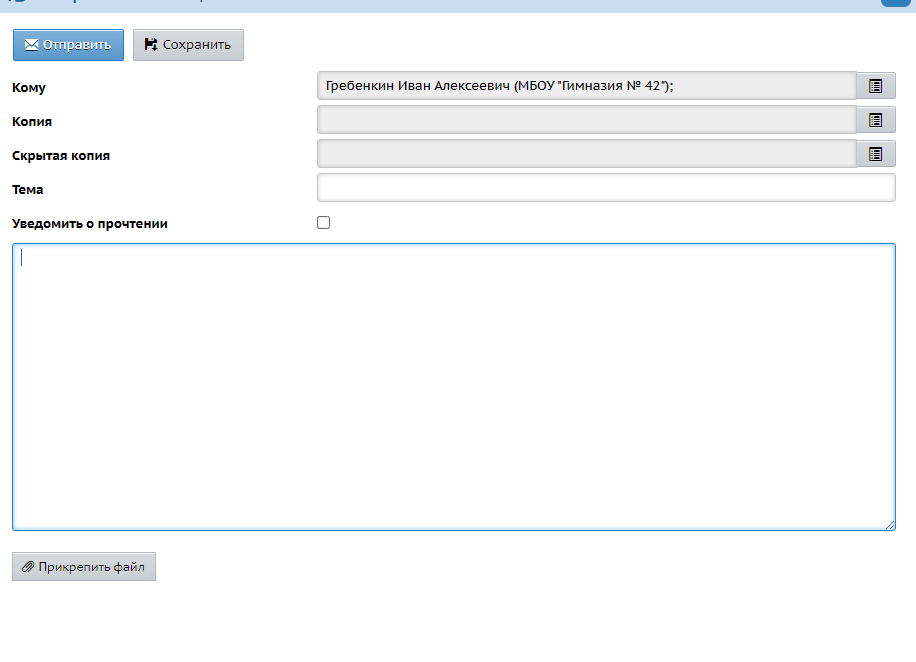 Отправить Сохранить
Кому Гребенкин Иван Алексеевич (МБОУ "Гимназия № 42");
Копия
Скрытая копия
Тема
Уведомить о прочтении
Прикрепить файл